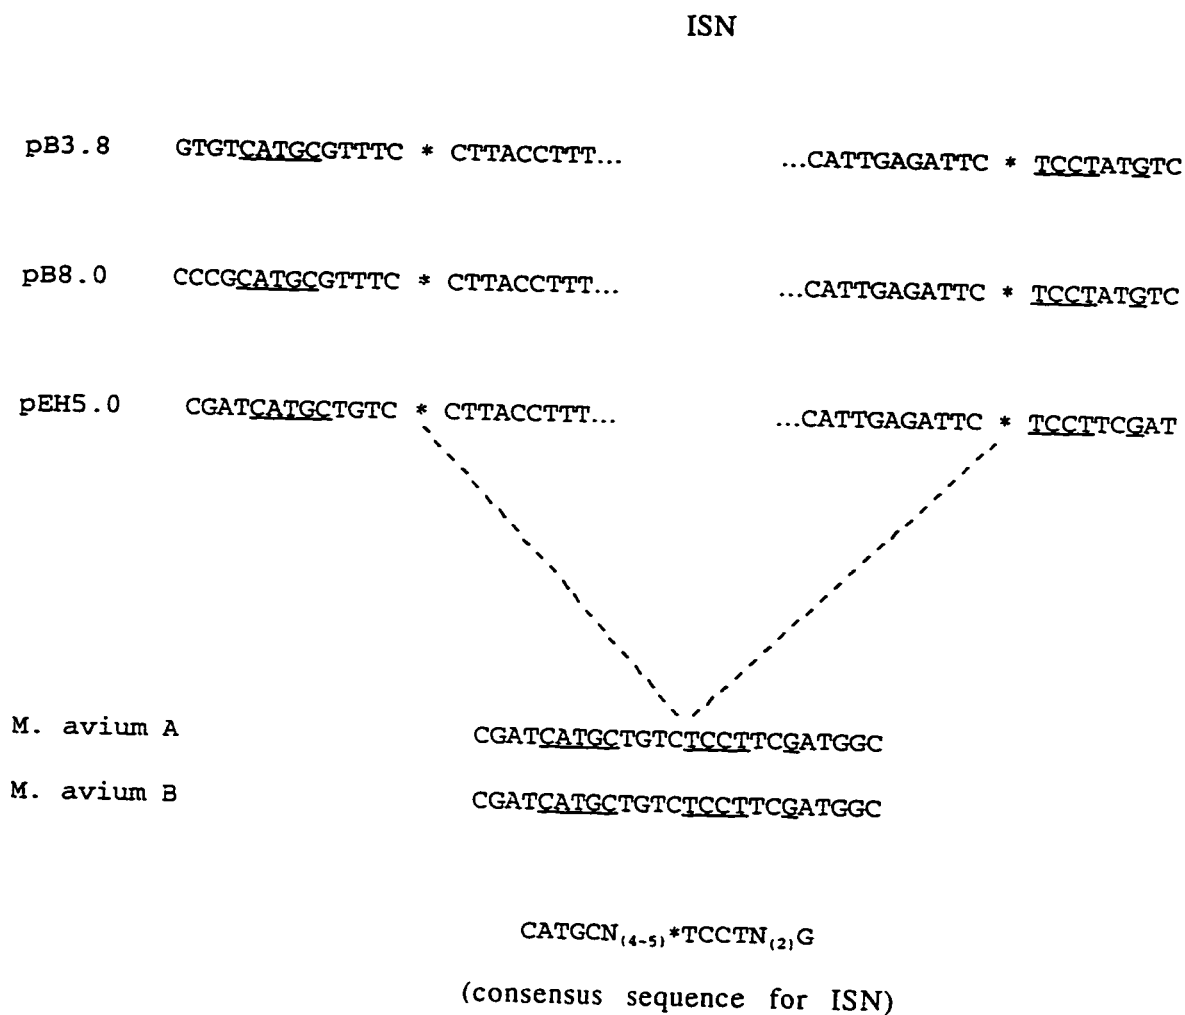 ISN
pB3.8 GTGTCATGCGTTTC * CTTACCTTT... ...CATTGAGATTC * TCCTATGTC
pB8.0 CCCGCATGCGTTTC * CTTACCTTT... ...CATTGAGATTC * TCCTATGTC
pEH5.0 CGATCATGCTGTC * CTTACCTTT... ...CATTGAGATTC * TCCTTCGAT
M. avium A CGATCATGCTGTCTCCTTCGATGGC
M. avium B CGATCATGCTGTCTCCTTCGATGGC
CATGCN(4-5)*TCCTN(2)G
(consensus sequence for ISN)